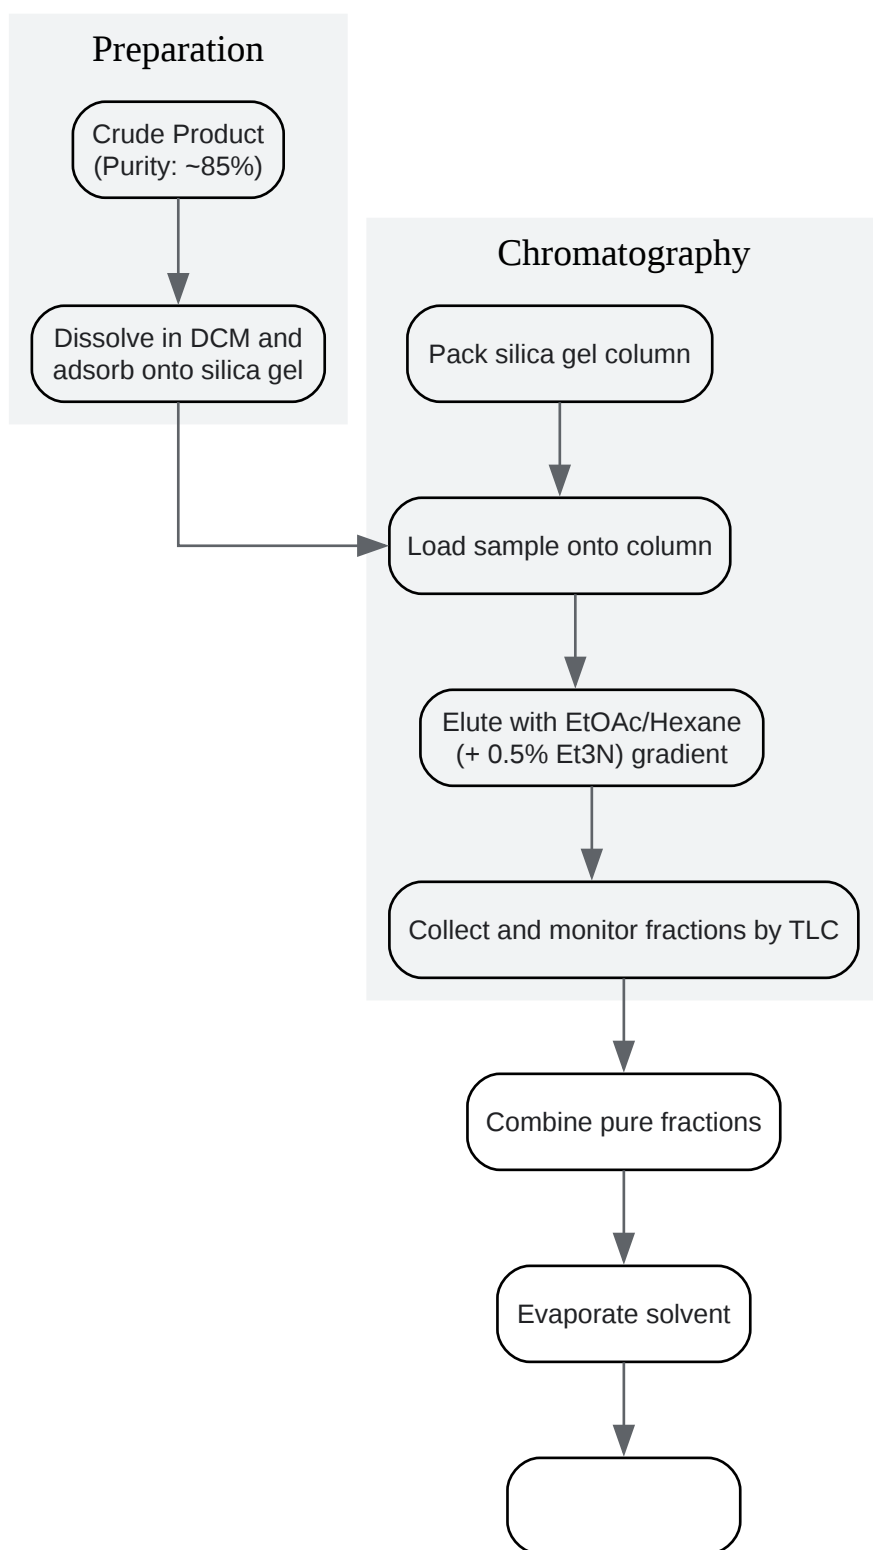 Preparation
Crude Product
(Purity: ~85%)
Dissolve in DCM and
adsorb onto silica gel
Chromatography
Pack silica gel column
Load sample onto column
Elute with EtOAc/Hexane
(+ 0.5% Et3N) gradient
Collect and monitor fractions by TLC
Combine pure fractions
Evaporate solvent